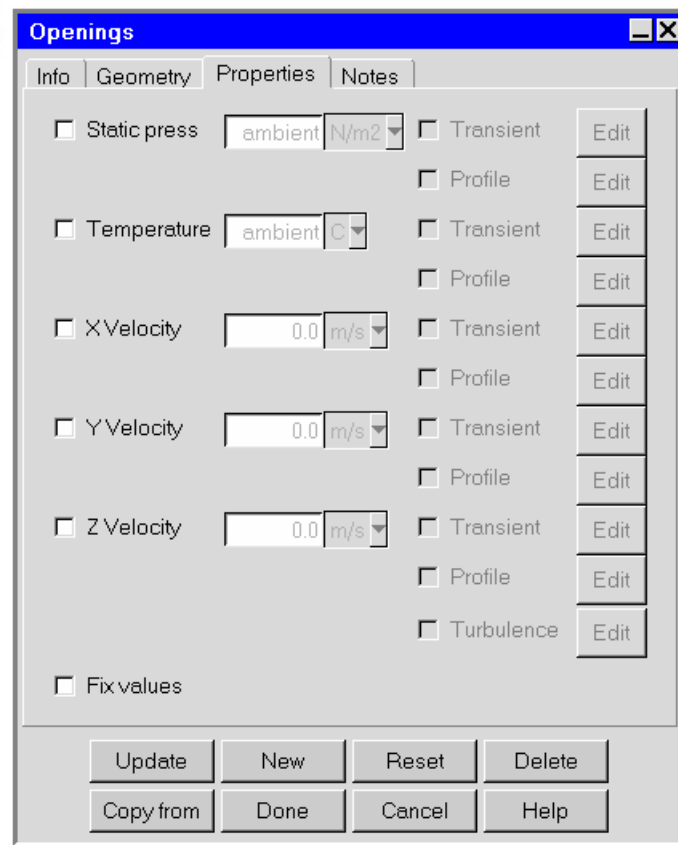 Openings
Info Geometry Properties Notes
Static press ambient N/m2 Transient Edit
Profile Edit
Temperature ambient C Transient Edit
Profile Edit
X Velocity 0.0 m/s Transient Edit
Profile Edit
Y Velocity 0.0 m/s Transient Edit
Profile Edit
Z Velocity 0.0 m/s Transient Edit
Profile Edit
Turbulence Edit
Fix values
Update New Reset Delete
Copy from Done Cancel Help